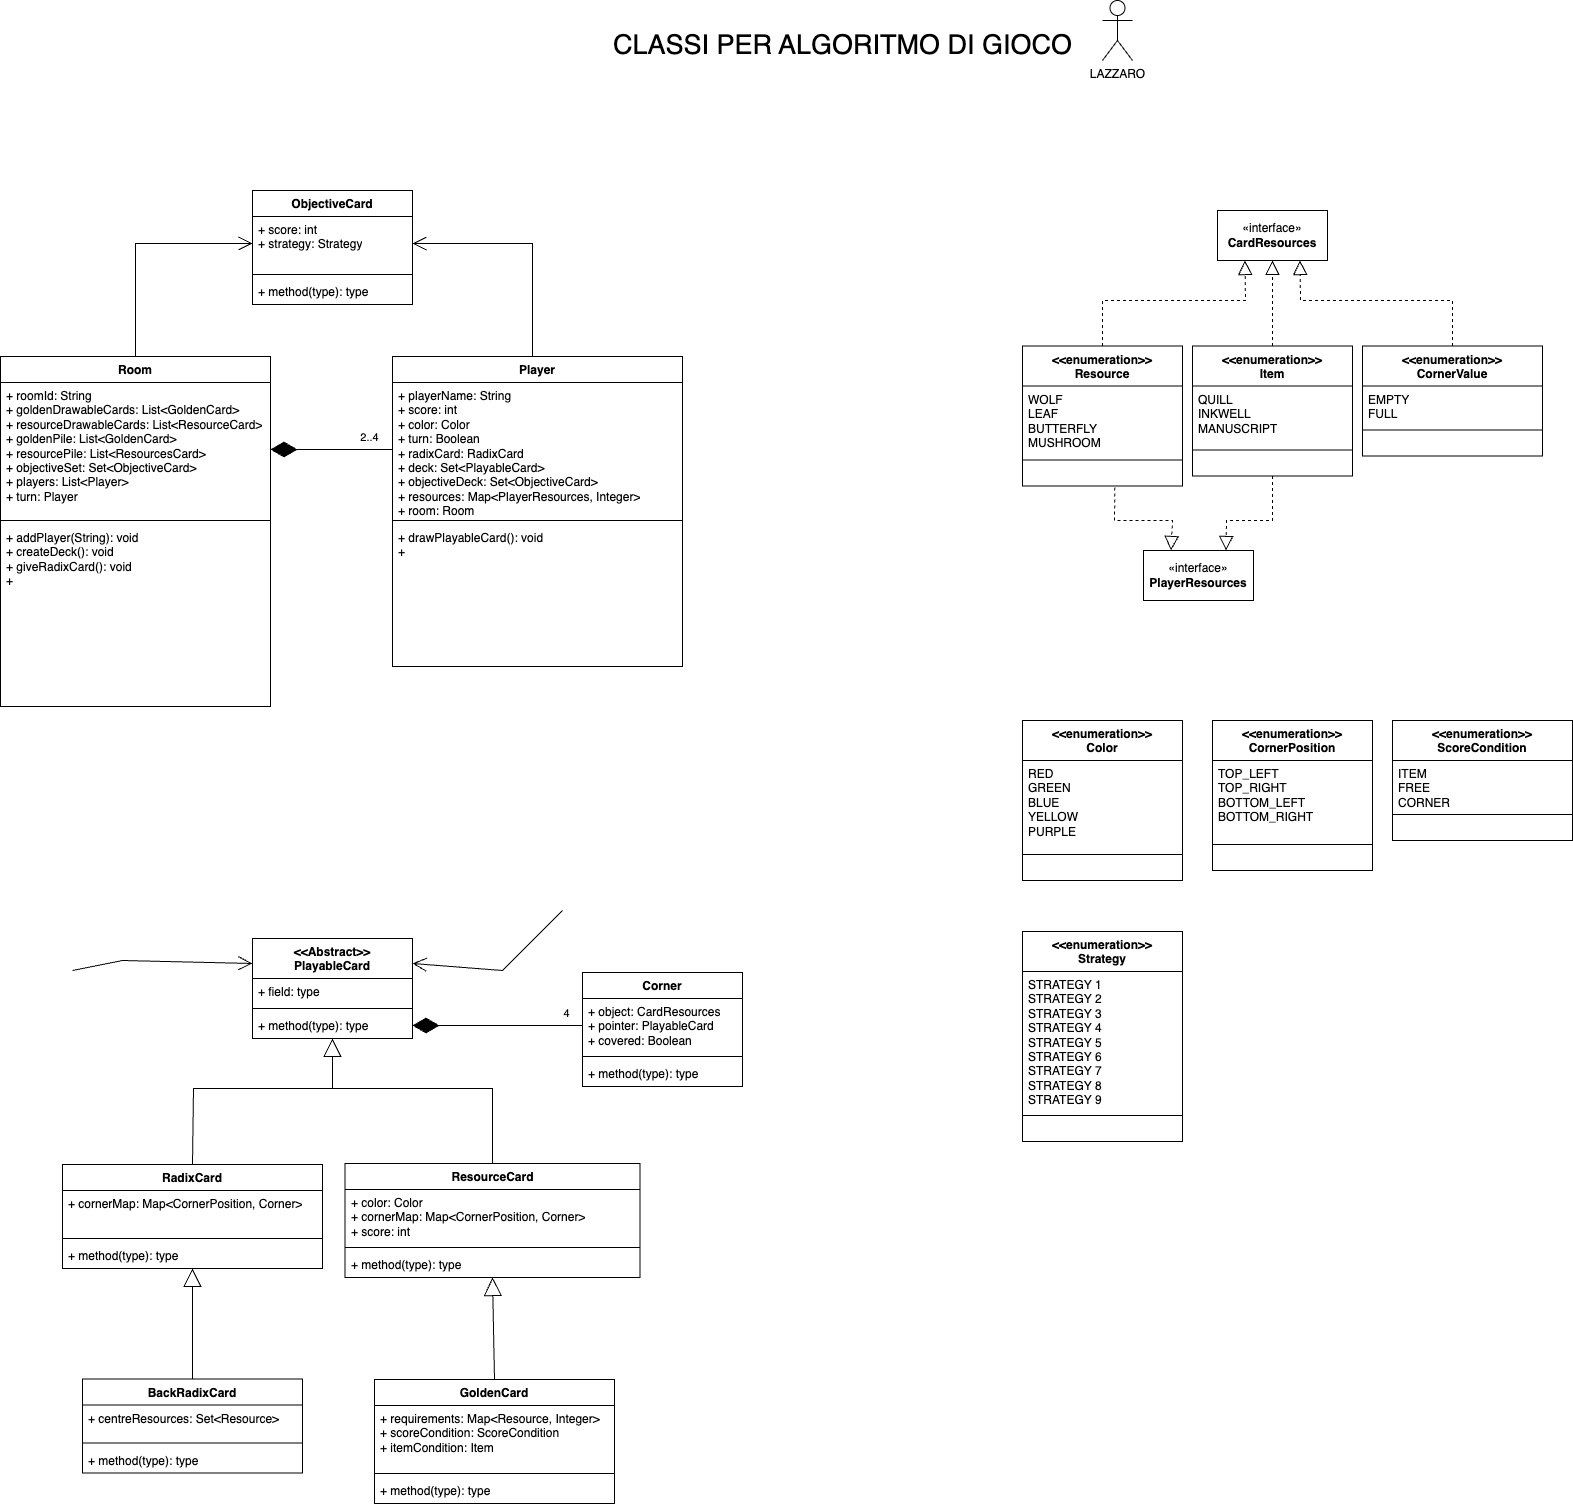 CLASSI PER ALGORITMO DI GIOCO
LAZZARO
ObjectiveCard
+ score: int
+ strategy: Strategy
+ method(type): type
Room
+ roomId: String
+ goldenDrawableCards: List<GoldenCard>
+ resourceDrawableCards: List<ResourceCard>
+ goldenPile: List<GoldenCard>
+ resourcePile: List<ResourcesCard>
+ objectiveSet: Set<ObjectiveCard>
+ players: List<Player>
+ turn: Player
+ addPlayer(String): void
+ createDeck(): void
+ giveRadixCard(): void
+
2..4
Player
+ playerName: String
+ score: int
+ color: Color
+ turn: Boolean
+ radixCard: RadixCard
+ deck: Set<PlayableCard>
+ objectiveDeck: Set<ObjectiveCard>
+ resources: Map<PlayerResources, Integer>
+ room: Room
+ drawPlayableCard(): void
+
«interface»
CardResources
<<enumeration>>
Resource
WOLF
LEAF
BUTTERFLY
MUSHROOM
<<enumeration>>
Item
QUILL
INKWELL
MANUSCRIPT
<<enumeration>>
CornerValue
EMPTY
FULL
«interface»
PlayerResources
<<enumeration>>
Color
RED
GREEN
BLUE
YELLOW
PURPLE
<<enumeration>>
CornerPosition
TOP_LEFT
TOP_RIGHT
BOTTOM_LEFT
BOTTOM_RIGHT
<<enumeration>>
ScoreCondition
ITEM
FREE
CORNER
<<enumeration>>
Strategy
STRATEGY 1
STRATEGY 2
STRATEGY 3
STRATEGY 4
STRATEGY 5
STRATEGY 6
STRATEGY 7
STRATEGY 8
STRATEGY 9
<<Abstract>>
PlayableCard
+ field: type
+ method(type): type
4
Corner
+ object: CardResources
+ pointer: PlayableCard
+ covered: Boolean
+ method(type): type
RadixCard
+ cornerMap: Map<CornerPosition, Corner>
+ method(type): type
ResourceCard
+ color: Color
+ cornerMap: Map<CornerPosition, Corner>
+ score: int
+ method(type): type
BackRadixCard
+ centreResources: Set<Resource>
+ method(type): type
GoldenCard
+ requirements: Map<Resource, Integer>
+ scoreCondition: ScoreCondition
+ itemCondition: Item
+ method(type): type